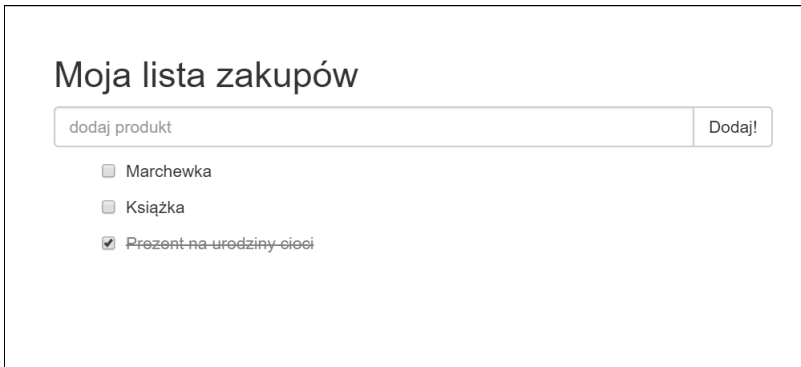 Moja lista zakupów
dodaj produkt Dodaj!
Marchewka
Książka
Prezent na urodziny cioci